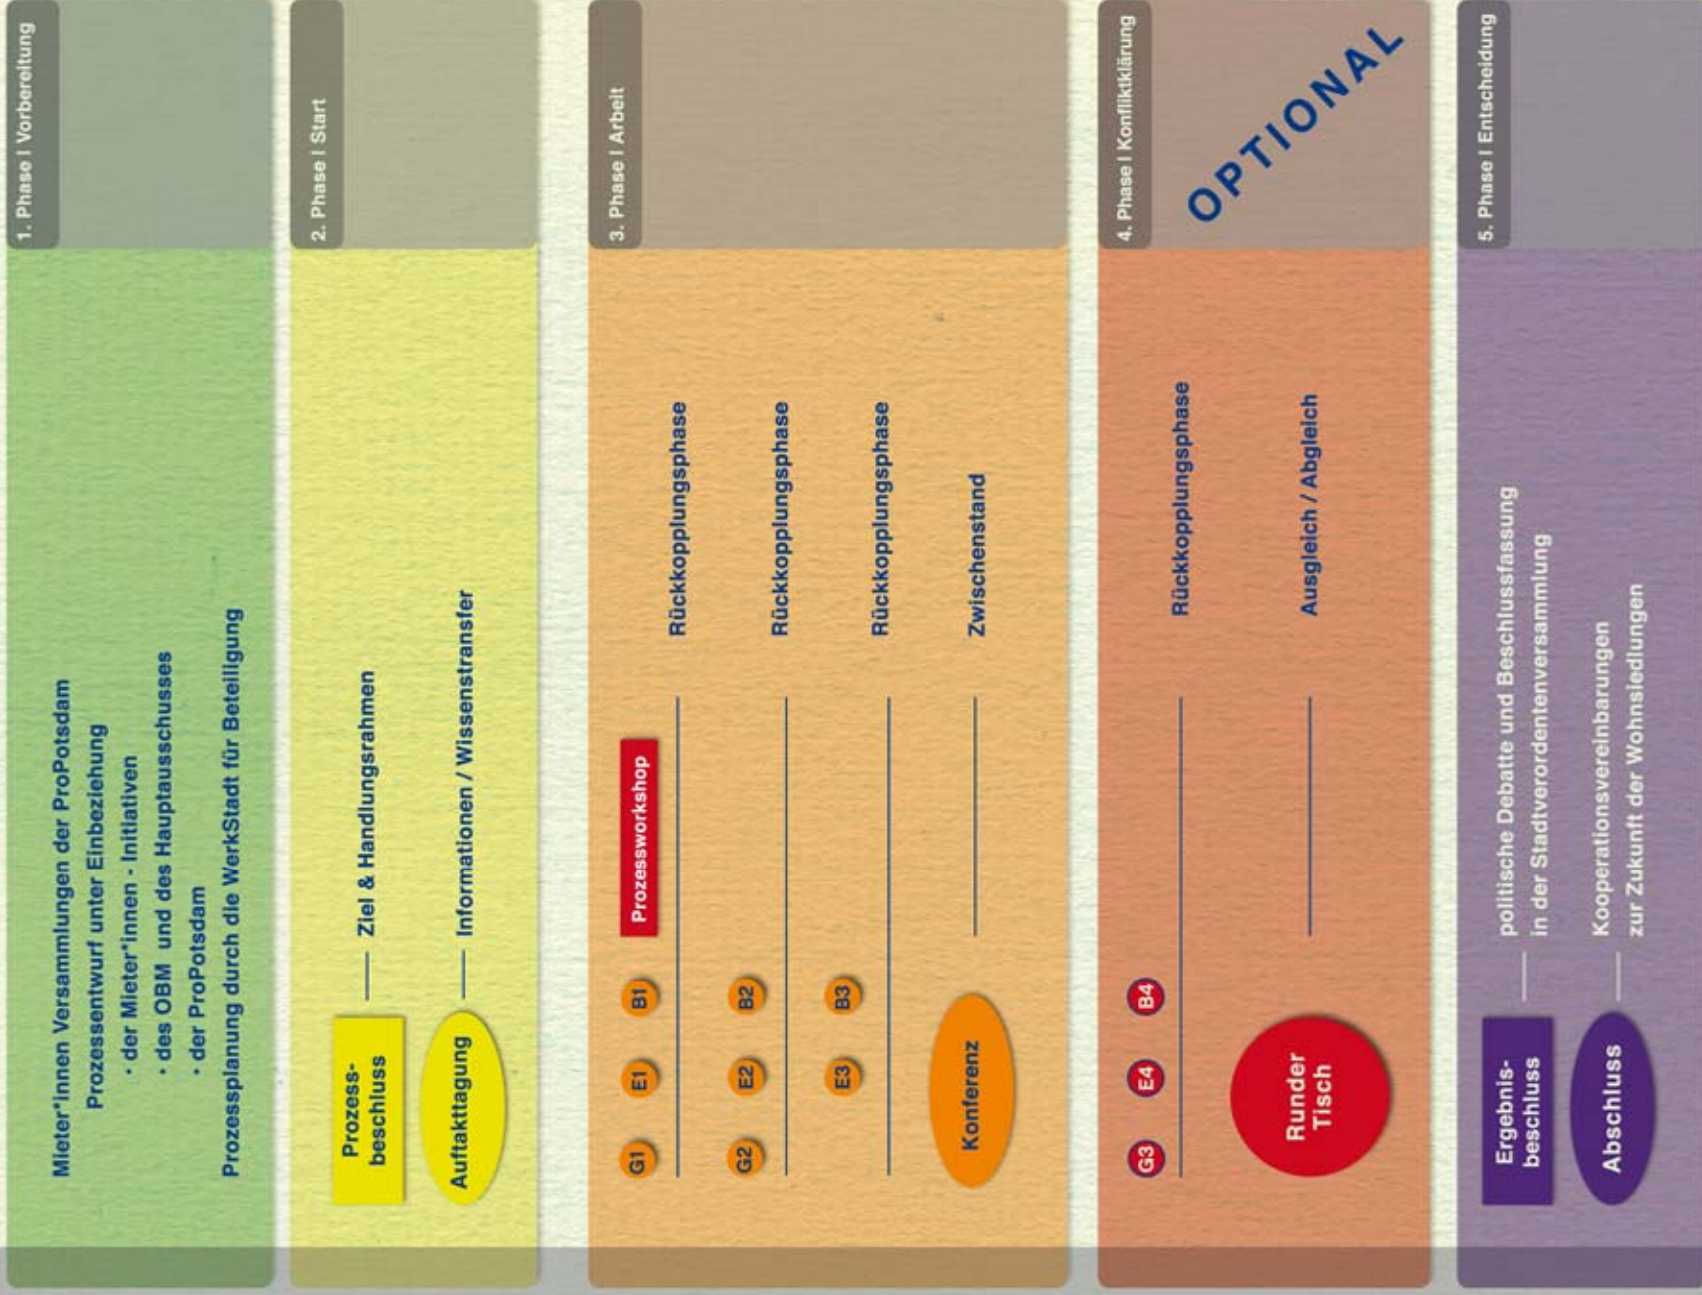 1. Phase I Vorbereitung
Mieter*innen Versammlungen der ProPotsdam
Prozessentwurf unter Einbeziehung
· der Mieter*innen - Initiativen
· des OBM und des Hauptausschusses
· der ProPotsdam
Prozessplanung durch die WerkStadt für Beteiligung
2. Phase I Start
Prozess-
beschluss
Ziel & Handlungsrahmen
Auftakttagung
Informationen / Wissenstransfer
3. Phase I Arbeit
G1 E1 B1 Prozessworkshop
Rückkopplungsphase
G2 E2 B2
Rückkopplungsphase
E3 B3
Rückkopplungsphase
Konferenz
Zwischenstand
4. Phase I Konfliktklärung
OPTIONAL
G3 E4 B4
Rückkopplungsphase
Runder
Tisch
Ausgleich / Abgleich
5. Phase I Entscheidung
Ergebnis-
beschluss
politische Debatte und Beschlussfassung
in der Stadtverordentenversammlung
Abschluss
Kooperationsvereinbarungen
zur Zukunft der Wohnsiedlungen